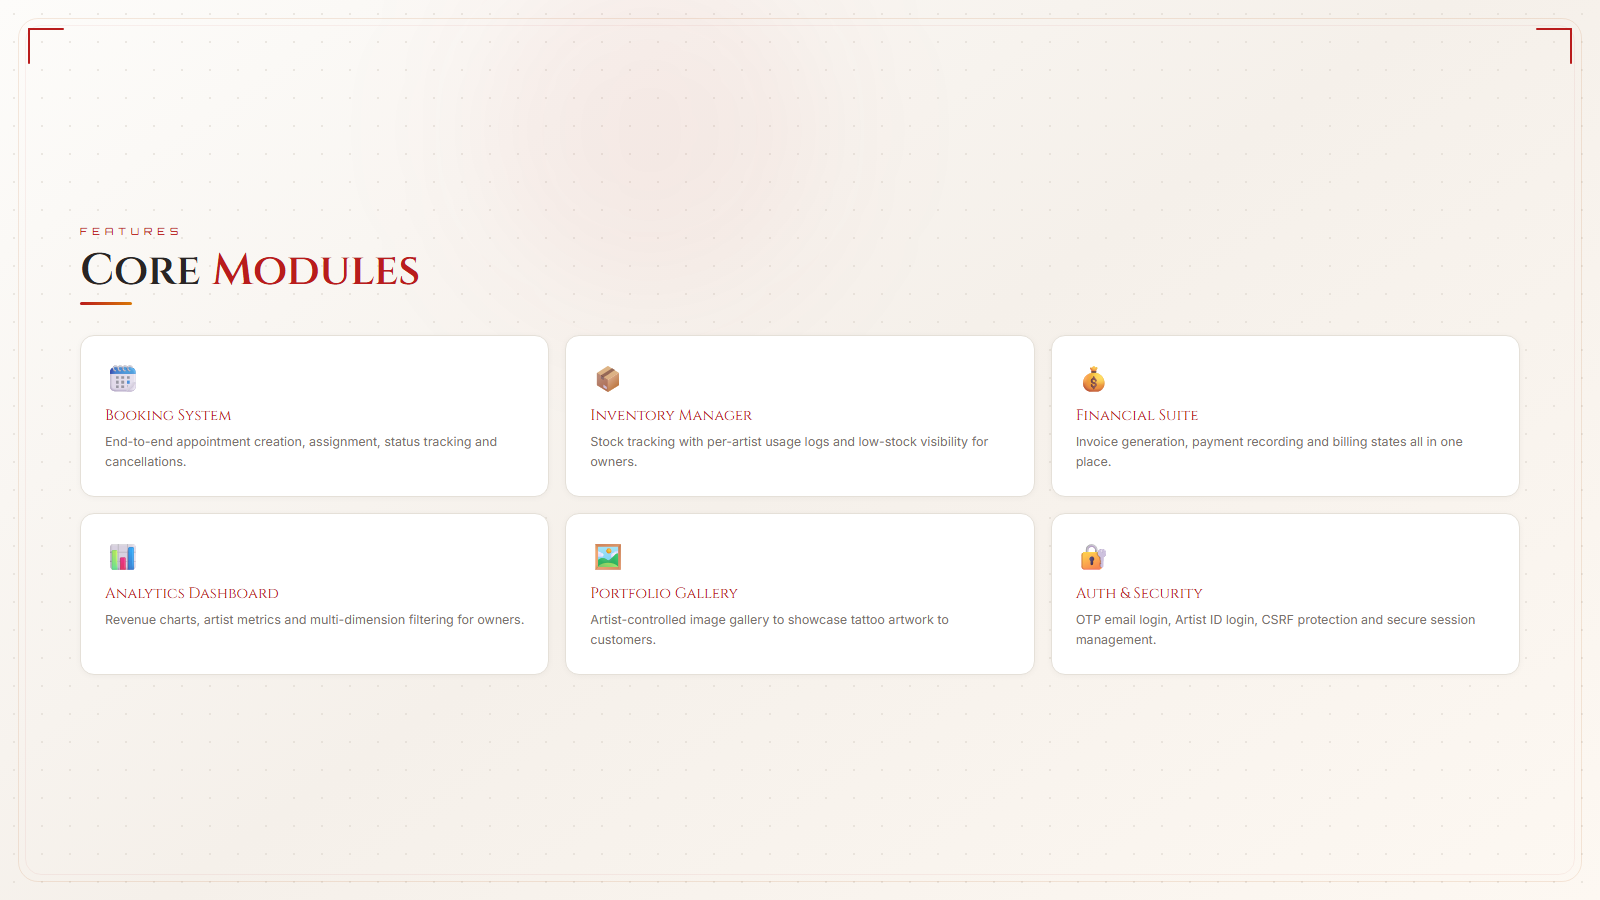 FEATURES
Core Modules
Booking System
End-to-end appointment creation, assignment, status tracking and
cancellations.
Inventory Manager
Stock tracking with per-artist usage logs and low-stock visibility for
owners.
Financial Suite
Invoice generation, payment recording and billing states all in one
place.
Analytics Dashboard
Revenue charts, artist metrics and multi-dimension filtering for owners.
Portfolio Gallery
Artist-controlled image gallery to showcase tattoo artwork to
customers.
Auth & Security
OTP email login, Artist ID login, CSRF protection and secure session
management.